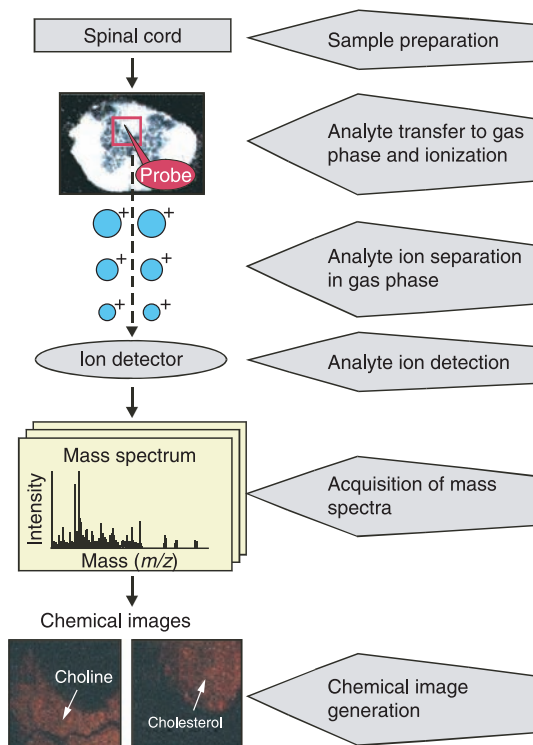 Spinal cord
Sample preparation
Analyte transfer to gas
phase and ionization
Probe
+ +
+ +
+ +
Analyte ion separation
in gas phase
Ion detector
Analyte ion detection
Mass spectrum
Intensity
Mass (m/z)
Acquisition of mass
spectra
Chemical images
Choline
Cholesterol
Chemical image
generation